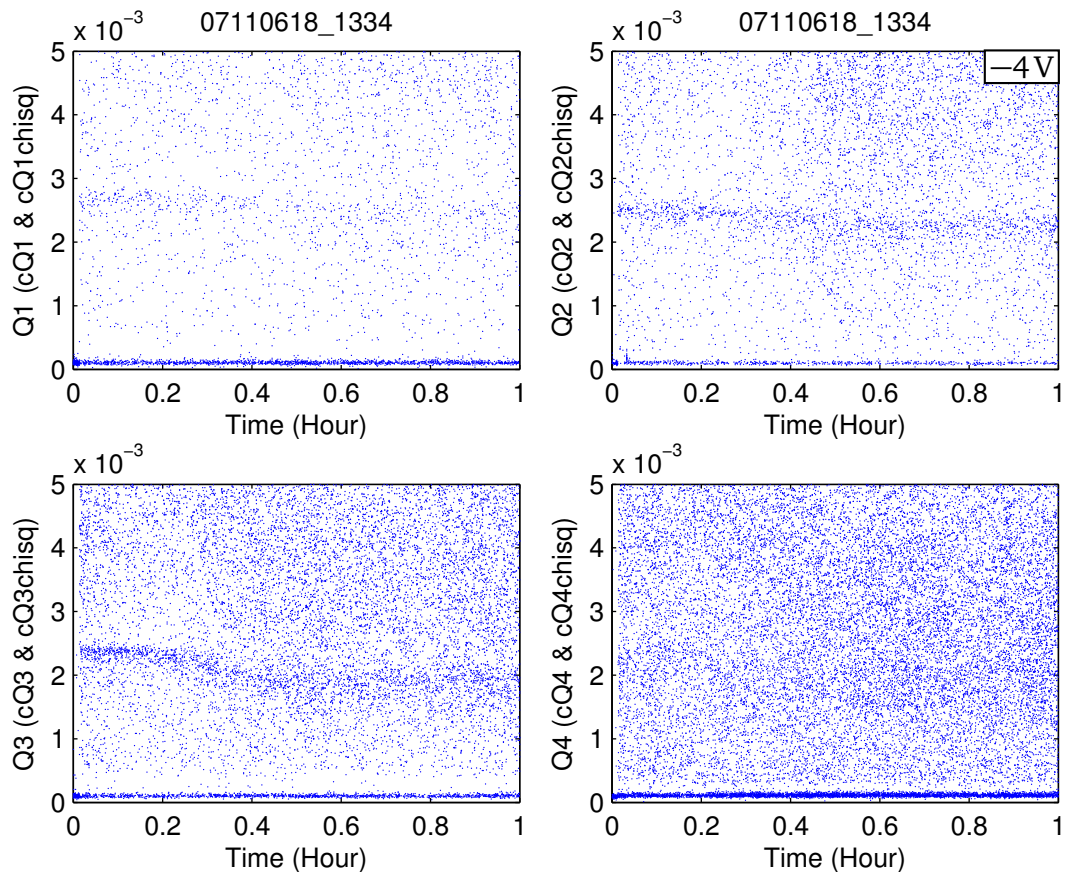 07110618_1334
x 10⁻³
5
4
3
2
1
0
Q1 (cQ1 & cQ1chisq)
0 0.2 0.4 0.6 0.8 1
Time (Hour)
07110618_1334
x 10⁻³
−4 V
5
4
3
2
1
0
Q2 (cQ2 & cQ2chisq)
0 0.2 0.4 0.6 0.8 1
Time (Hour)
x 10⁻³
5
4
3
2
1
0
Q3 (cQ3 & cQ3chisq)
0 0.2 0.4 0.6 0.8 1
Time (Hour)
x 10⁻³
5
4
3
2
1
0
Q4 (cQ4 & cQ4chisq)
0 0.2 0.4 0.6 0.8 1
Time (Hour)